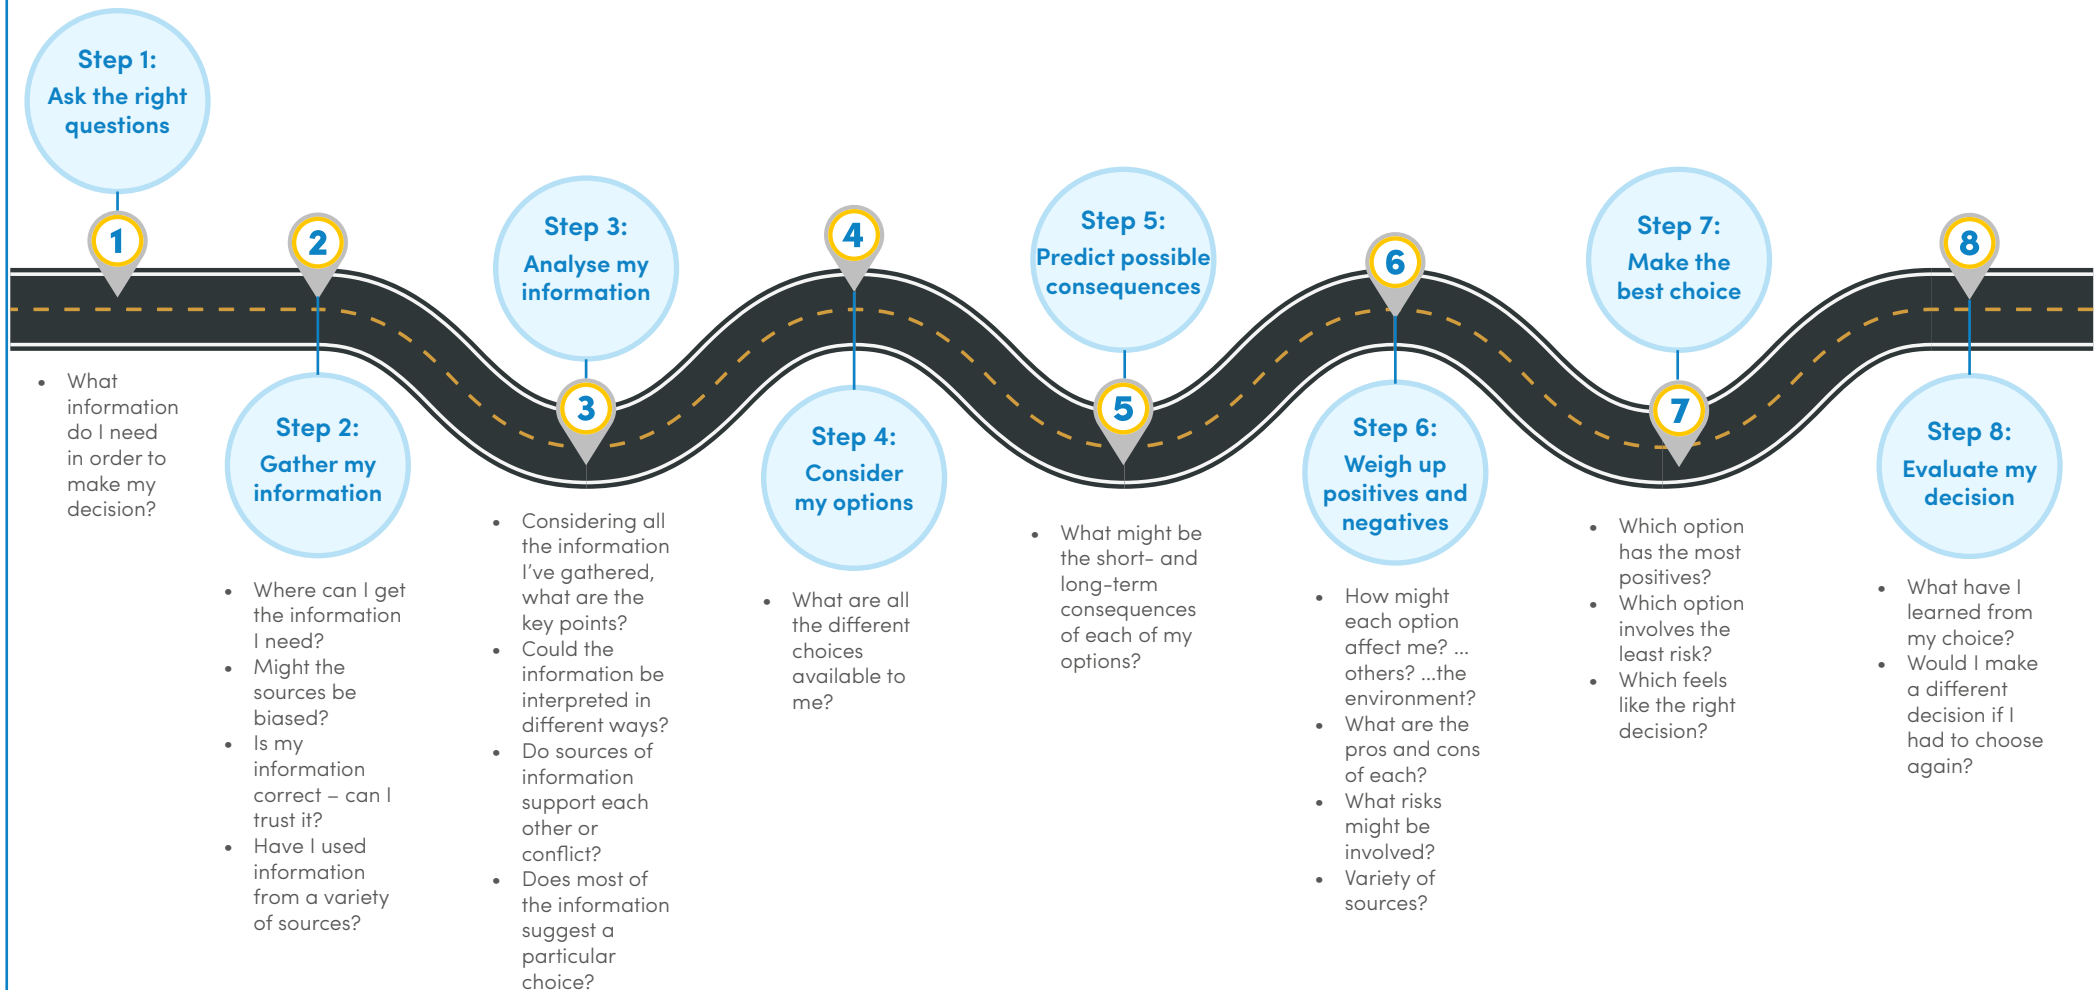 Step 1:
Ask the right
questions
1
• What
information
do I need
in order to
make my
decision?
2
Step 2:
Gather my
information
• Where can I get
the information
I need?
• Might the
sources be
biased?
• Is my
information
correct – can I
trust it?
• Have I used
information
from a variety
of sources?
Step 3:
Analyse my
information
3
• Considering all
the information
I've gathered,
what are the
key points?
• Could the
information be
interpreted in
different ways?
• Do sources of
information
support each
other or
conflict?
• Does most of
the information
suggest a
particular
choice?
4
Step 4:
Consider
my options
• What are all
the different
choices
available to
me?
Step 5:
Predict possible
consequences
5
• What might be
the short- and
long-term
consequences
of each of my
options?
6
Step 6:
Weigh up
positives and
negatives
• How might
each option
affect me? ...
others? ...the
environment?
• What are the
pros and cons
of each?
• What risks
might be
involved?
• Variety of
sources?
Step 7:
Make the
best choice
7
• Which option
has the most
positives?
• Which option
involves the
least risk?
• Which feels
like the right
decision?
8
Step 8:
Evaluate my
decision
• What have I
learned from
my choice?
• Would I make
a different
decision if I
had to choose
again?